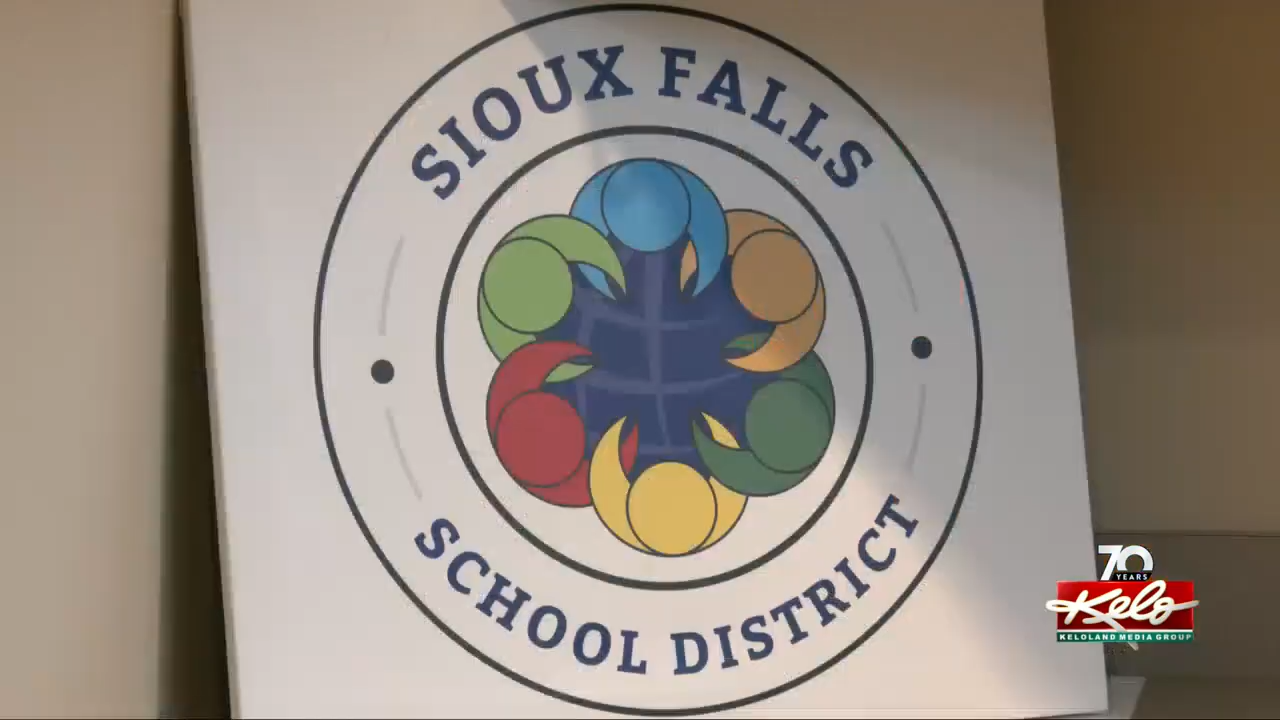 SIOUX FALLS
SCHOOL DISTRICT
70
YEARS
Kelo
KELOLAND MEDIA GROUP